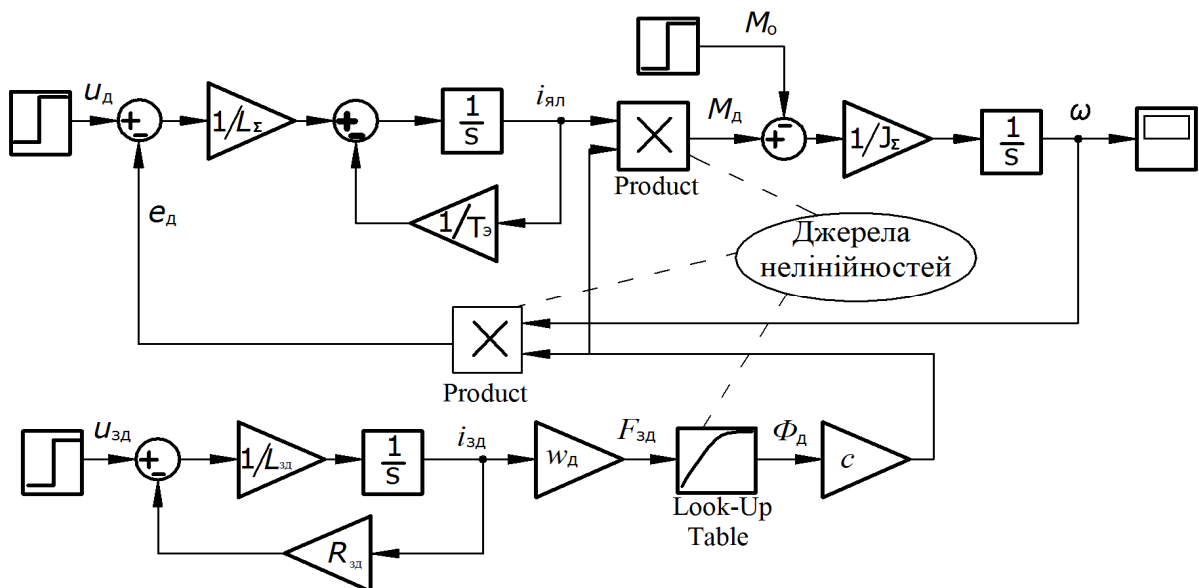 Mо
uд
1/LΣ
1
s
iял
Mд
1/JΣ
1
s
ω
Product
1/Tэ
eд
Джерела
нелінійностей
Product
uзд
1/Lзд
1
s
iзд
wд
Fзд
Фд
c
Look-Up
Table
Rзд